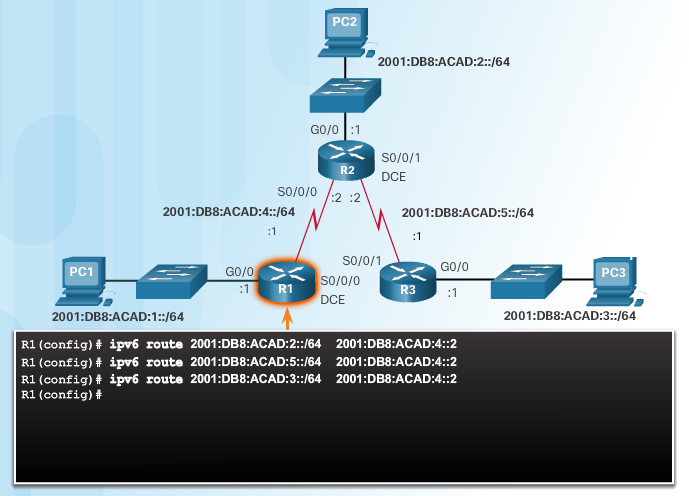 PC2
2001:DB8:ACAD:2::/64
G0/0 :1
R2
S0/0/1
DCE
S0/0/0 :2 :2
2001:DB8:ACAD:4::/64
:1
2001:DB8:ACAD:5::/64
:1
PC1
G0/0
:1
R1
S0/0/0
DCE
2001:DB8:ACAD:1::/64
S0/0/1
R3
G0/0
:1
PC3
2001:DB8:ACAD:3::/64
R1(config)# ipv6 route 2001:DB8:ACAD:2::/64 2001:DB8:ACAD:4::2
R1(config)# ipv6 route 2001:DB8:ACAD:5::/64 2001:DB8:ACAD:4::2
R1(config)# ipv6 route 2001:DB8:ACAD:3::/64 2001:DB8:ACAD:4::2
R1(config)#